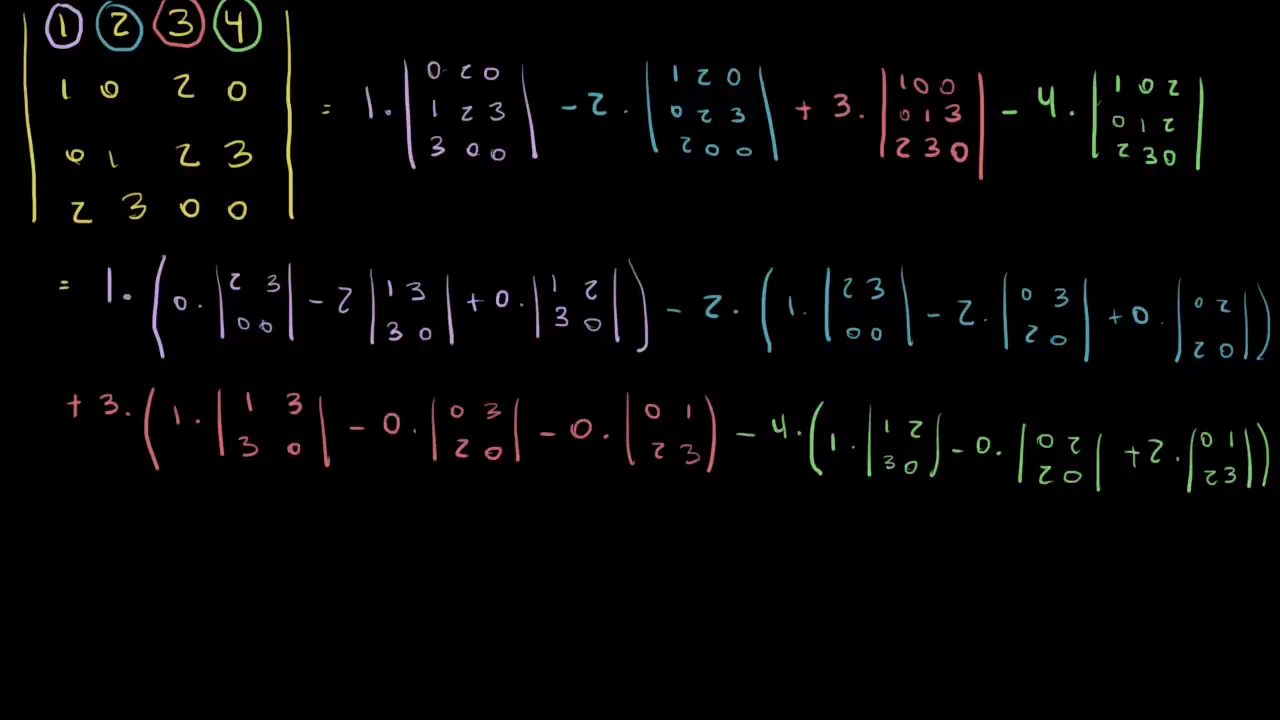 | 1 2 3 4 |
| 1 0 2 0 |
| 0 1 2 3 |
| 2 3 0 0 |
= 1 · | 0 2 0 ; 1 2 3 ; 3 0 0 | - 2 · | 1 2 0 ; 0 2 3 ; 2 0 0 | + 3 · | 1 0 0 ; 0 1 3 ; 2 3 0 | - 4 · | 1 0 2 ; 0 1 2 ; 2 3 0 |
= 1 · ( 0 · | 2 3 ; 0 0 | - 2 | 1 3 ; 3 0 | + 0 · | 1 2 ; 3 0 | ) - 2 · ( 1 · | 2 3 ; 0 0 | - 2 · | 0 3 ; 2 0 | + 0 · | 0 2 ; 2 0 | )
+ 3 · ( 1 · | 1 3 ; 3 0 | - 0 · | 0 3 ; 2 0 | - 0 · | 0 1 ; 2 3 | ) - 4 · ( 1 · | 1 2 ; 3 0 | - 0 · | 0 2 ; 2 0 | + 2 · | 0 1 ; 2 3 | )